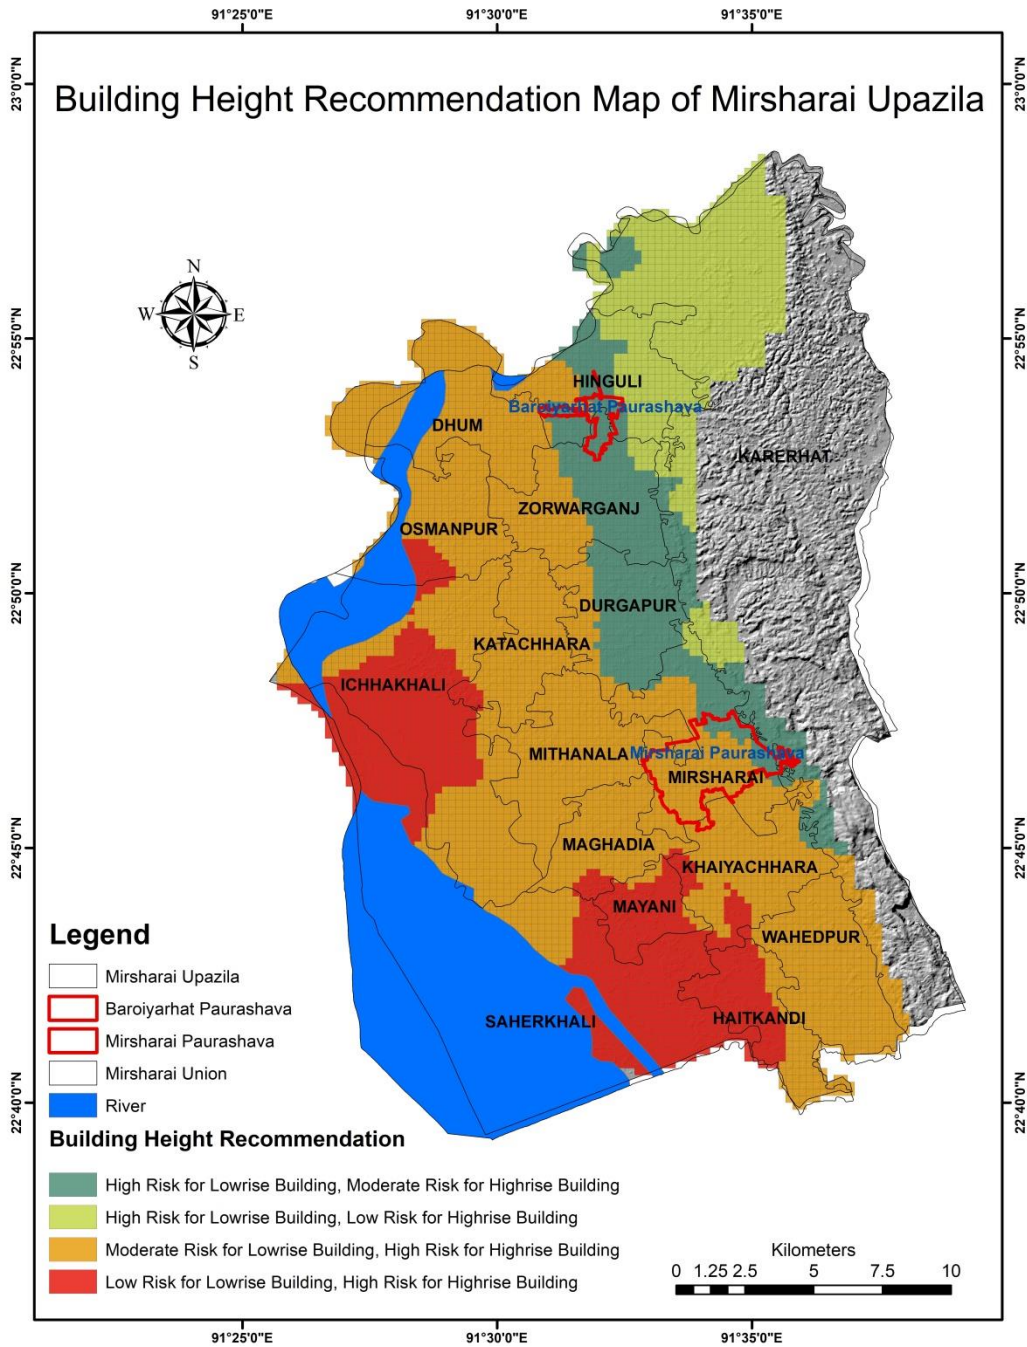 91°25'0"E
91°30'0"E
91°35'0"E
23°0'0"N
23°0'0"N
Building Height Recommendation Map of Mirsharai Upazila
N
W
E
S
22°55'0"N
22°55'0"N
HINGULI
Baroiyarhat Paurashava
DHUM
KARERHAT
ZORWARGANJ
OSMANPUR
22°50'0"N
22°50'0"N
DURGAPUR
KATACHHARA
ICHHAKHALI
MITHANALA
Mirsharai Paurashava
MIRSHARAI
22°45'0"N
22°45'0"N
MAGHADIA
KHAIYACHHARA
MAYANI
WAHEDPUR
SAHERKHALI
HAITKANDI
22°40'0"N
22°40'0"N
Legend
Mirsharai Upazila
Baroiyarhat Paurashava
Mirsharai Paurashava
Mirsharai Union
River
Building Height Recommendation
High Risk for Lowrise Building, Moderate Risk for Highrise Building
High Risk for Lowrise Building, Low Risk for Highrise Building
Moderate Risk for Lowrise Building, High Risk for Highrise Building
Low Risk for Lowrise Building, High Risk for Highrise Building
Kilometers
0 1.25 2.5 5 7.5 10
91°25'0"E
91°30'0"E
91°35'0"E